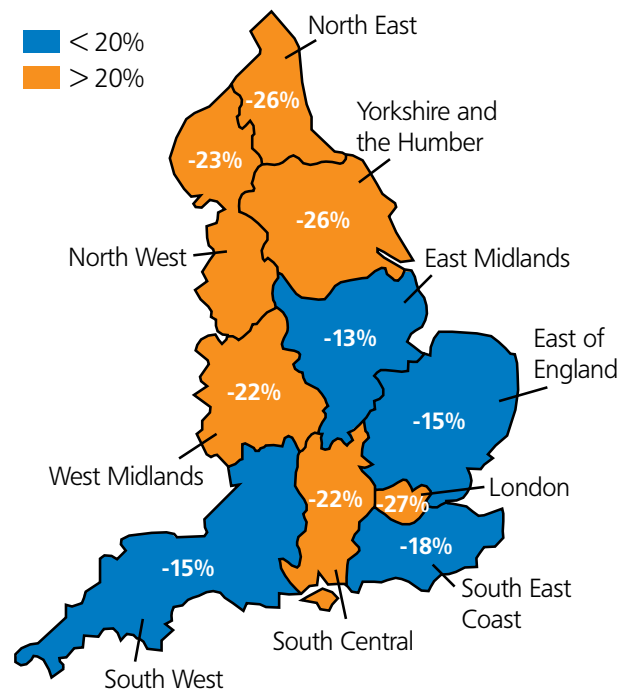 < 20%
> 20%
North East
-26%
Yorkshire and
the Humber
-23%
-26%
North West
East Midlands
-13%
East of
England
-22%
-15%
West Midlands
London
-22%
-27%
-18%
-15%
South East
Coast
South Central
South West